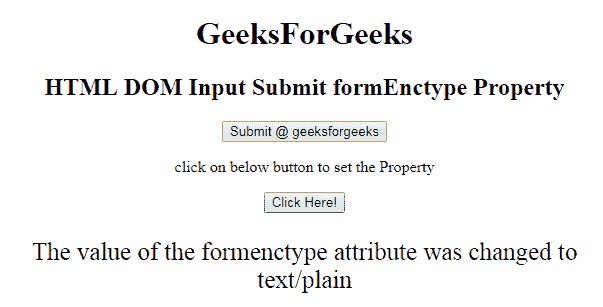 GeeksForGeeks
HTML DOM Input Submit formEnctype Property
Submit @ geeksforgeeks
click on below button to set the Property
Click Here!
The value of the formenctype attribute was changed to
text/plain